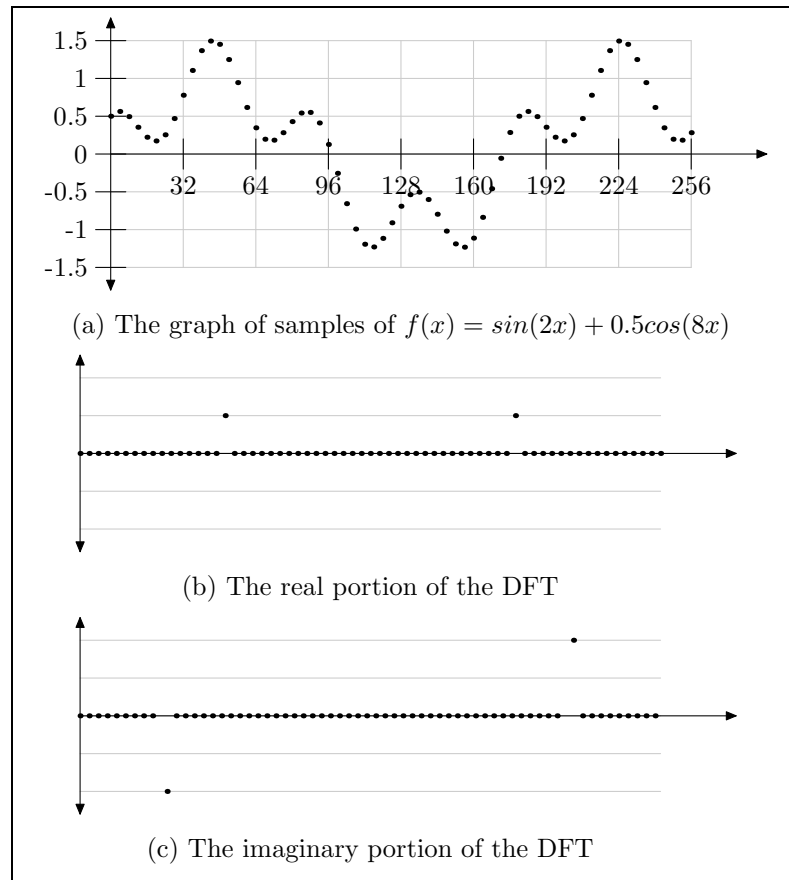 1.5
1
0.5
0
-0.5
-1
-1.5
32 64 96 128 160 192 224 256
(a) The graph of samples of f(x) = sin(2x) + 0.5cos(8x)
(b) The real portion of the DFT
(c) The imaginary portion of the DFT